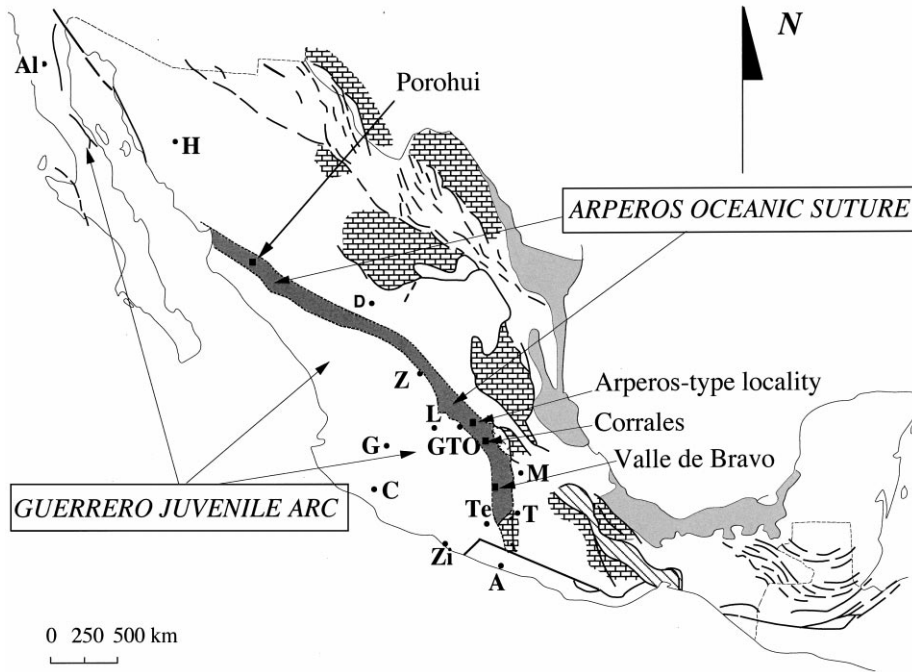 N
Al
Porohui
H
ARPEROS OCEANIC SUTURE
D
Z
Arperos-type locality
L
Corrales
GTO
G
Valle de Bravo
M
GUERRERO JUVENILE ARC
C
Te
T
Zi
A
0 250 500 km